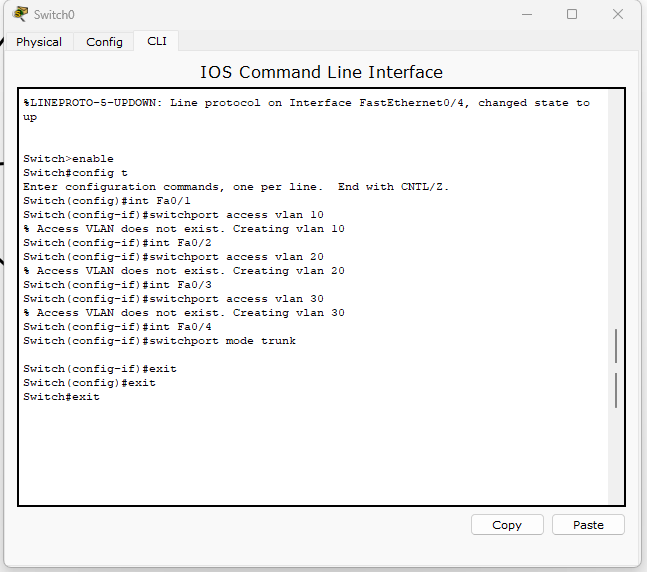 Switch0
Physical Config CLI
IOS Command Line Interface
%LINEPROTO-5-UPDOWN: Line protocol on Interface FastEthernet0/4, changed state to
up
Switch>enable
Switch#config t
Enter configuration commands, one per line.  End with CNTL/Z.
Switch(config)#int Fa0/1
Switch(config-if)#switchport access vlan 10
% Access VLAN does not exist. Creating vlan 10
Switch(config-if)#int Fa0/2
Switch(config-if)#switchport access vlan 20
% Access VLAN does not exist. Creating vlan 20
Switch(config-if)#int Fa0/3
Switch(config-if)#switchport access vlan 30
% Access VLAN does not exist. Creating vlan 30
Switch(config-if)#int Fa0/4
Switch(config-if)#switchport mode trunk
Switch(config-if)#exit
Switch(config)#exit
Switch#exit
Copy Paste